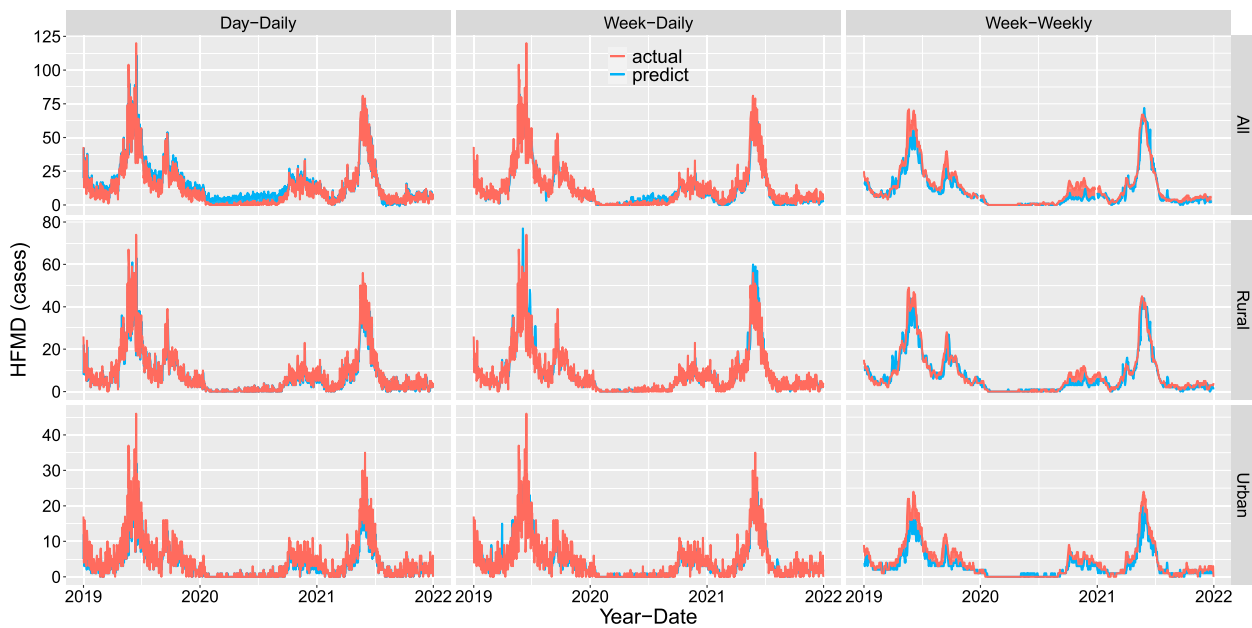 Day−Daily
Week−Daily
Week−Weekly
actual
predict
HFMD (cases)
125
100
75
50
25
0
All
80
60
40
20
0
Rural
40
30
20
10
0
Urban
2019 2020 2021 2022
2019 2020 2021 2022
2019 2020 2021 2022
Year−Date